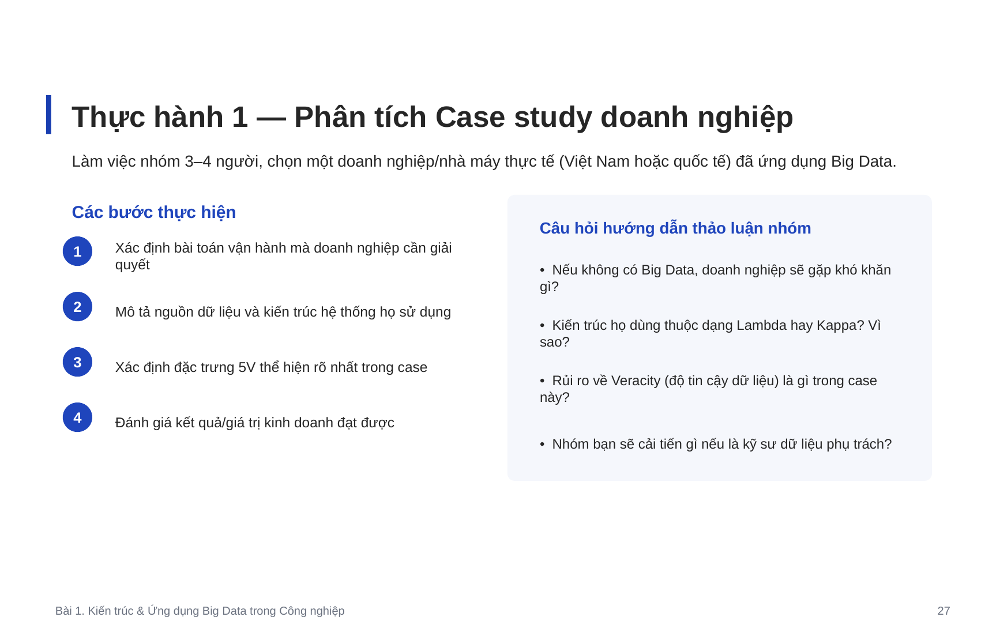 Thực hành 1 — Phân tích Case study doanh nghiệp
Làm việc nhóm 3–4 người, chọn một doanh nghiệp/nhà máy thực tế (Việt Nam hoặc quốc tế) đã ứng dụng Big Data.
Các bước thực hiện
1
Xác định bài toán vận hành mà doanh nghiệp cần giải
quyết
2
Mô tả nguồn dữ liệu và kiến trúc hệ thống họ sử dụng
3
Xác định đặc trưng 5V thể hiện rõ nhất trong case
4
Đánh giá kết quả/giá trị kinh doanh đạt được
Câu hỏi hướng dẫn thảo luận nhóm
• Nếu không có Big Data, doanh nghiệp sẽ gặp khó khăn
gì?
• Kiến trúc họ dùng thuộc dạng Lambda hay Kappa? Vì
sao?
• Rủi ro về Veracity (độ tin cậy dữ liệu) là gì trong case
này?
• Nhóm bạn sẽ cải tiến gì nếu là kỹ sư dữ liệu phụ trách?
Bài 1. Kiến trúc & Ứng dụng Big Data trong Công nghiệp
27